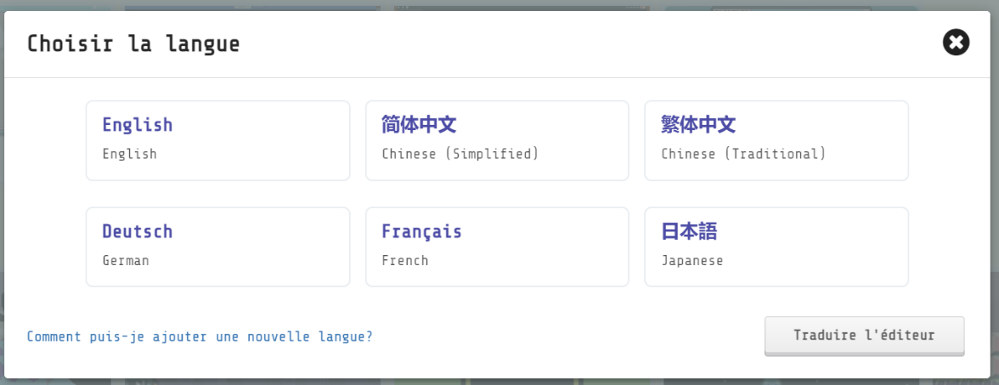 Choisir la langue
English
English
简体中文
Chinese (Simplified)
繁体中文
Chinese (Traditional)
Deutsch
German
Français
French
日本語
Japanese
Comment puis-je ajouter une nouvelle langue?
Traduire l'éditeur